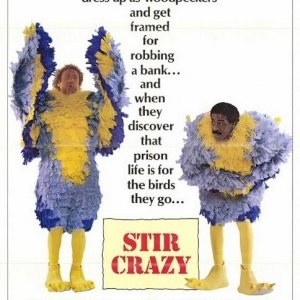 dress up as woodpeckers
and get
framed
for
robbing
a bank...
and
when
they
discover
that
prison
life is for
the birds
they go...
STIR
CRAZY